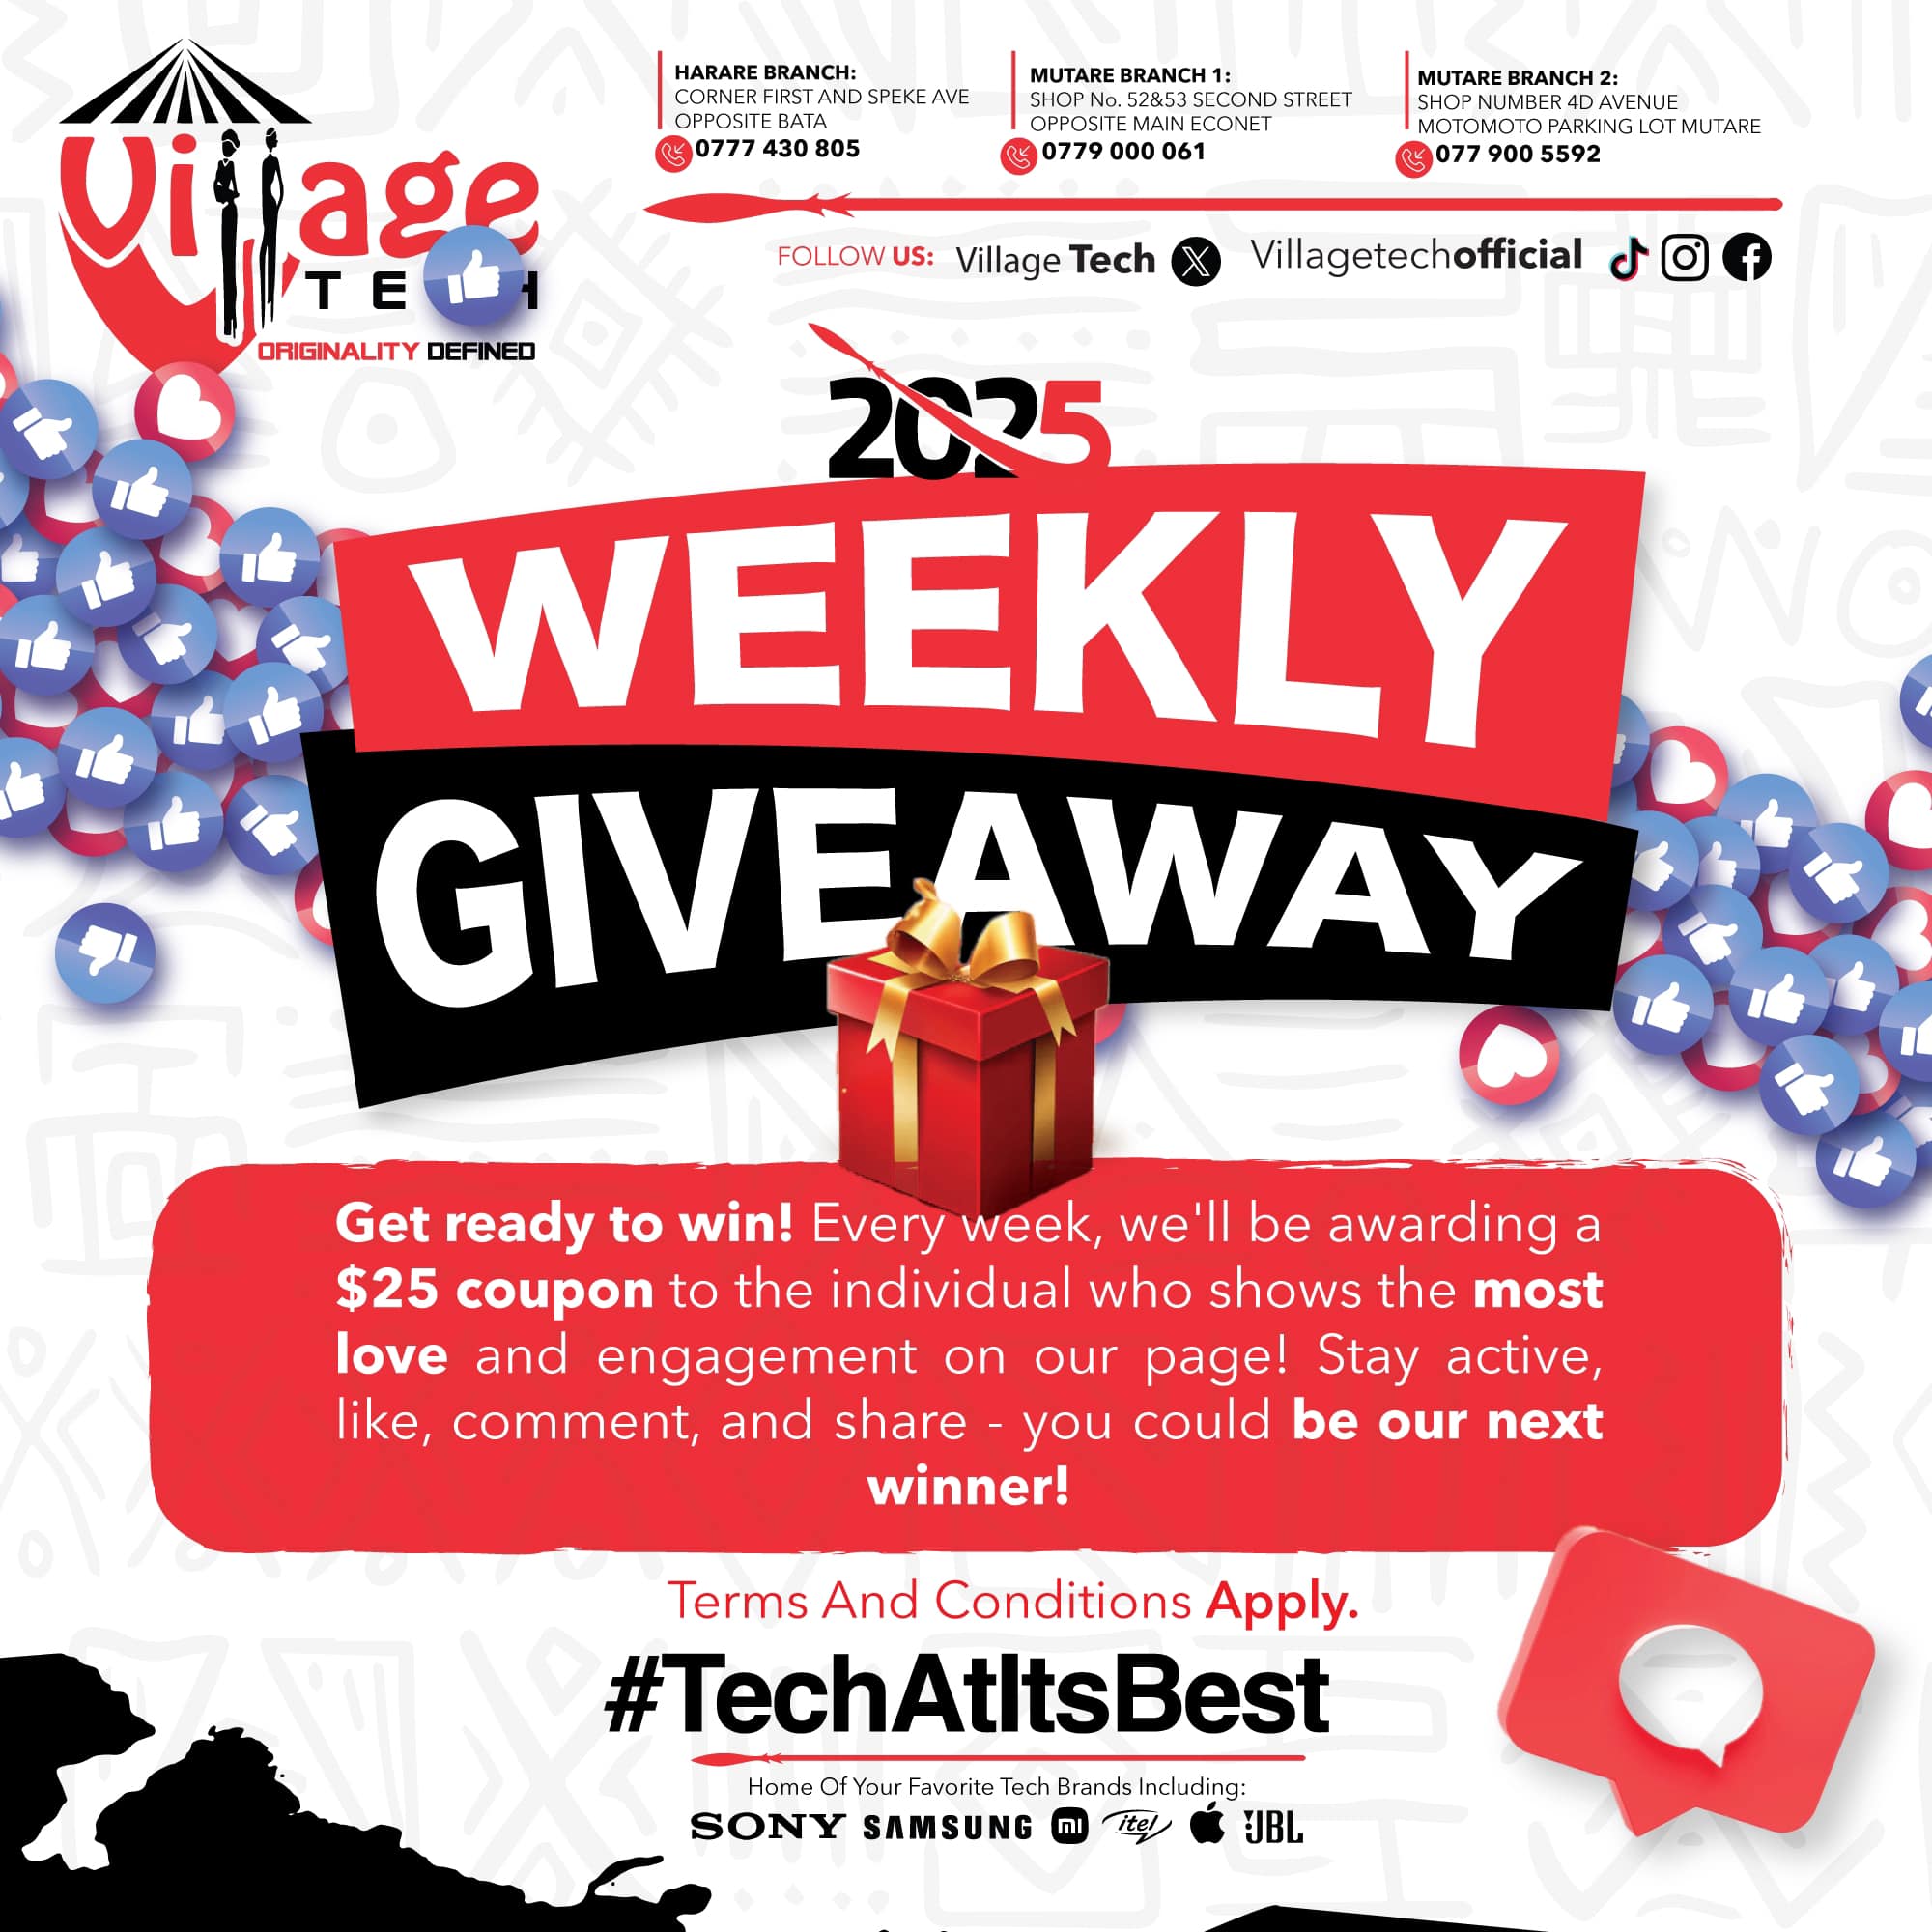 Village
TECH
ORIGINALITY DEFINED
HARARE BRANCH:
CORNER FIRST AND SPEKE AVE
OPPOSITE BATA
0777 430 805
MUTARE BRANCH 1:
SHOP No. 52&53 SECOND STREET
OPPOSITE MAIN ECONET
0779 000 061
MUTARE BRANCH 2:
SHOP NUMBER 4D AVENUE
MOTOMOTO PARKING LOT MUTARE
077 900 5592
FOLLOW US: Village Tech X Villagetechofficial
2025
WEEKLY
GIVEAWAY
Get ready to win! Every week, we'll be awarding a
$25 coupon to the individual who shows the most
love and engagement on our page! Stay active,
like, comment, and share - you could be our next
winner!
Terms And Conditions Apply.
#TechAtItsBest
Home Of Your Favorite Tech Brands Including:
SONY SAMSUNG mi itel JBL